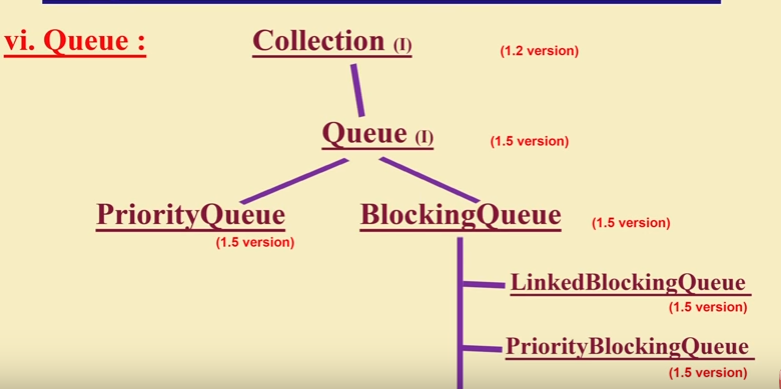 vi. Queue :
Collection (I)
(1.2 version)
Queue (I)
(1.5 version)
PriorityQueue
(1.5 version)
BlockingQueue
(1.5 version)
LinkedBlockingQueue
(1.5 version)
PriorityBlockingQueue
(1.5 version)